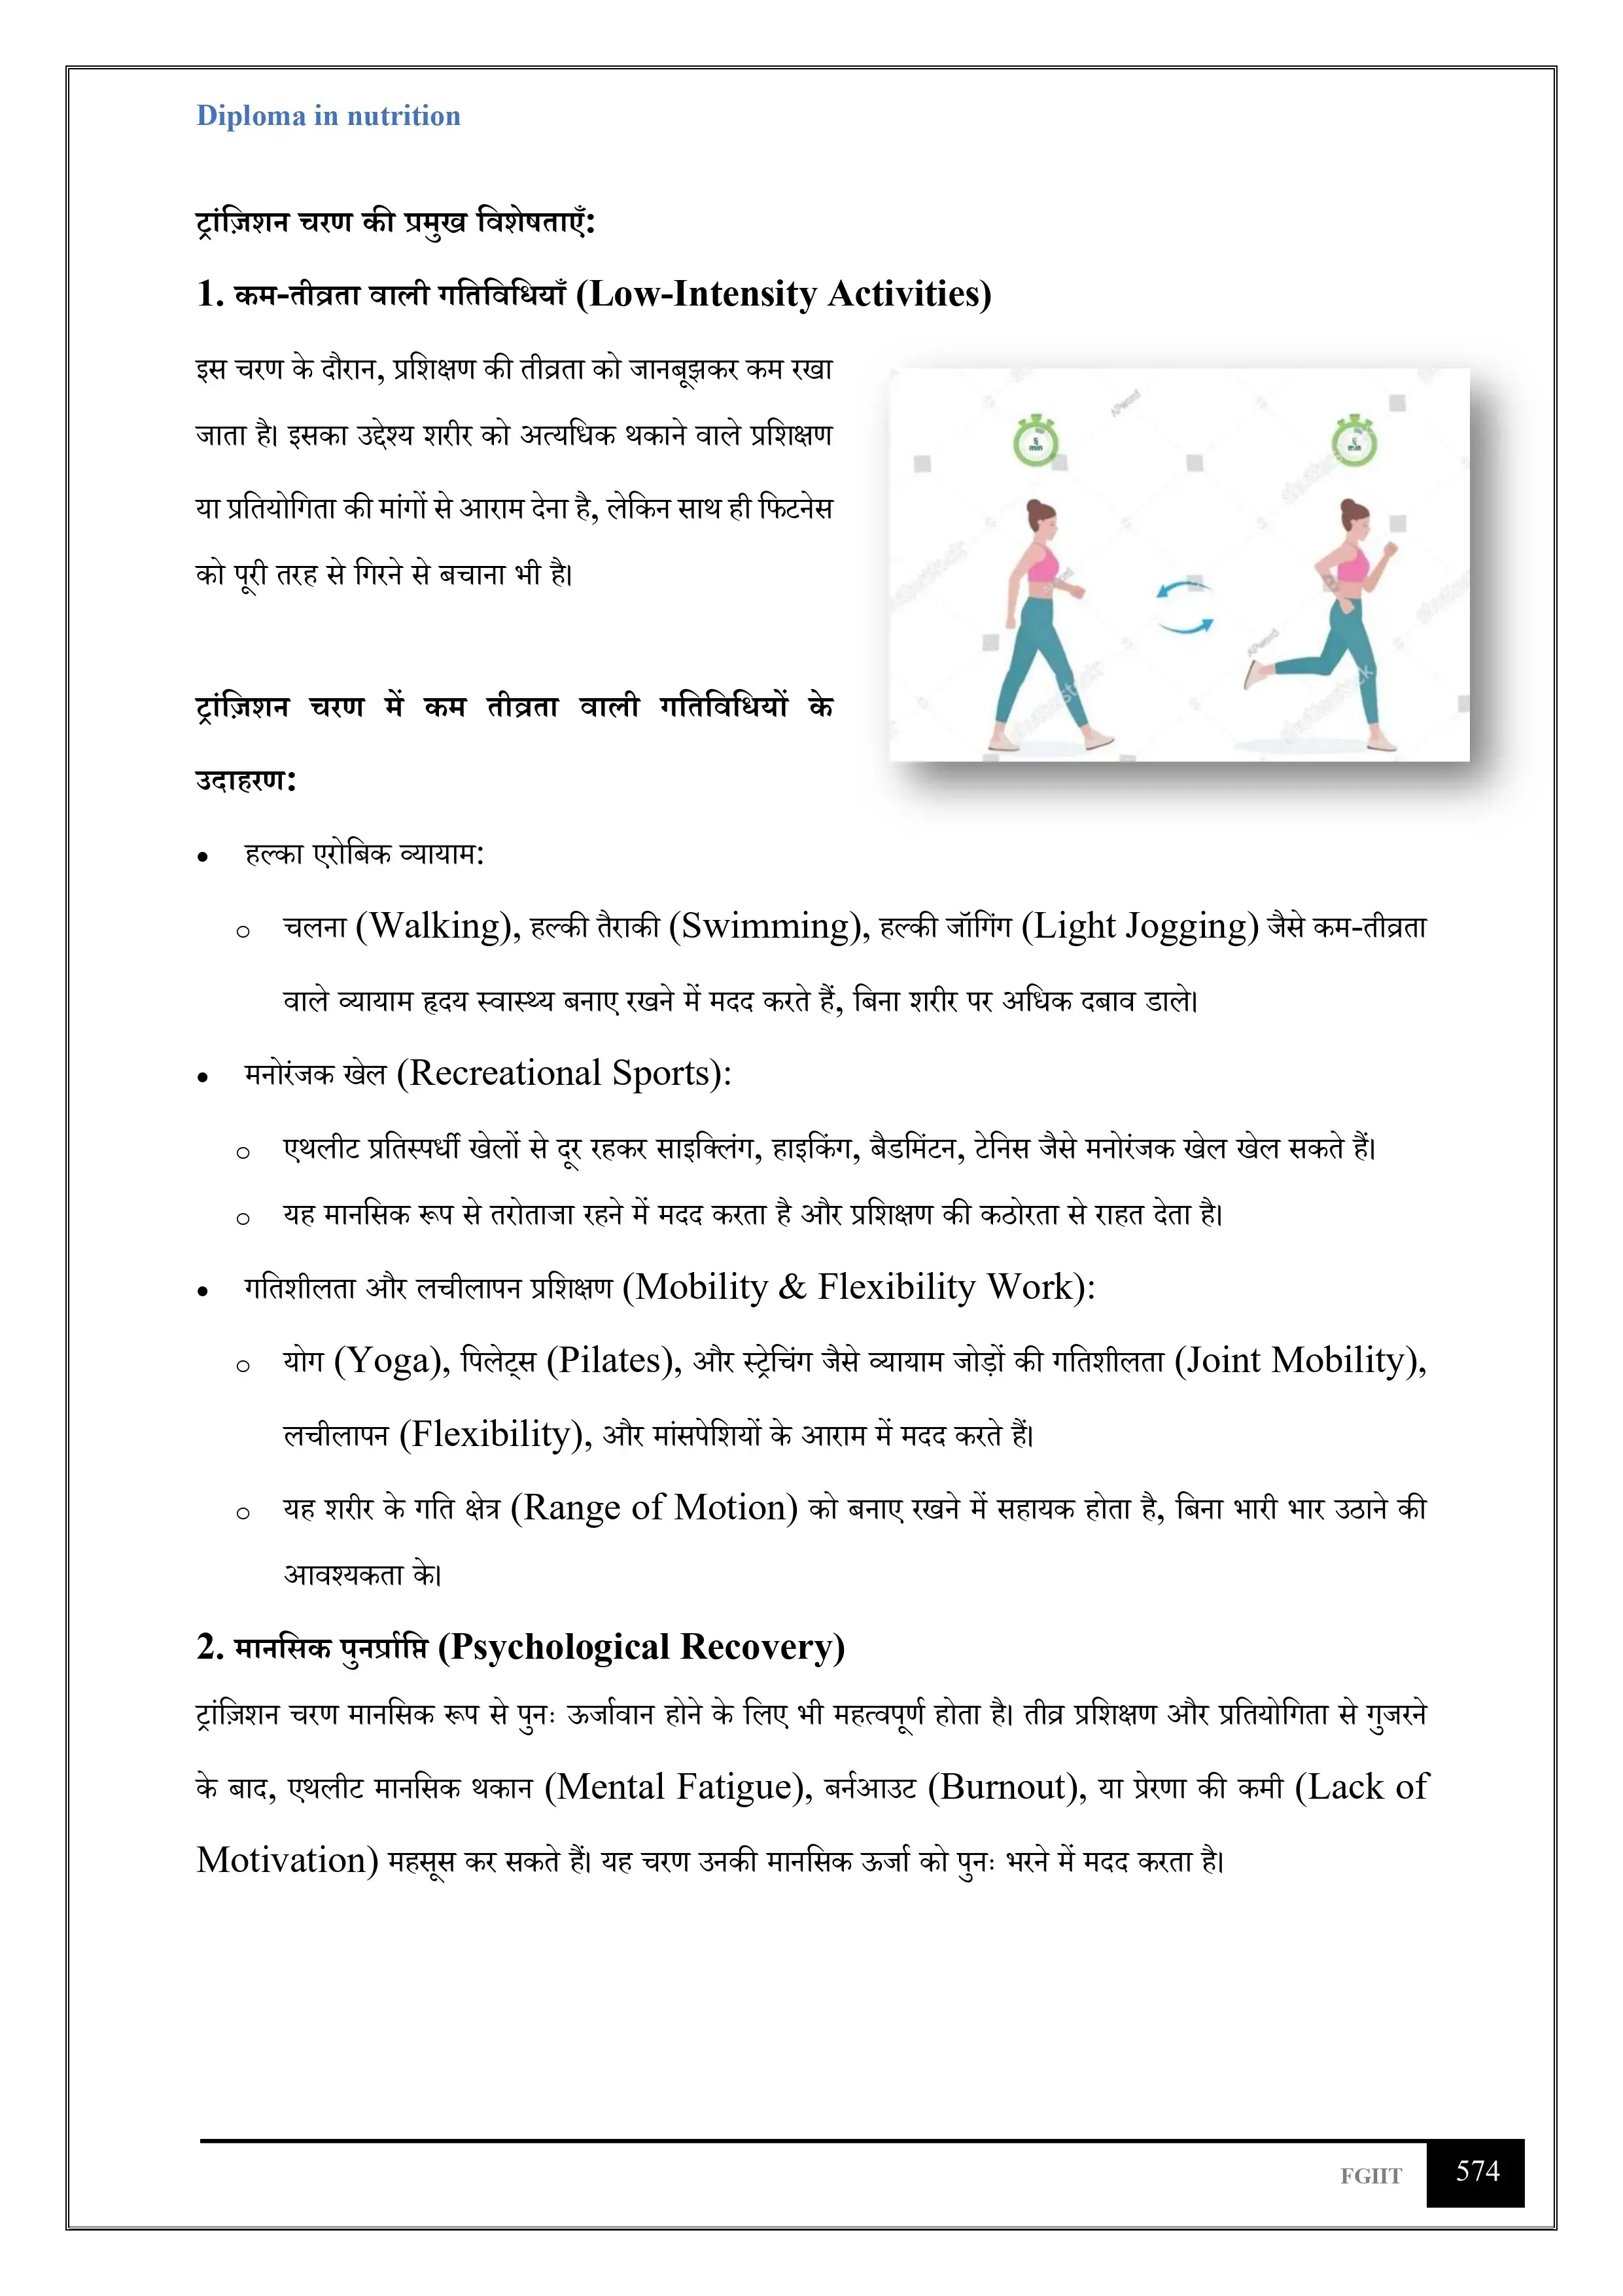 Diploma in nutrition
ट्रांज़िशन चरण की प्रमुख विशेषताएँ:
1. कम-तीव्रता वाली गतिविधियाँ (Low-Intensity Activities)
इस चरण के दौरान, प्रशिक्षण की तीव्रता को जानबूझकर कम रखा
जाता है। इसका उद्देश्य शरीर को अत्यधिक थकाने वाले प्रशिक्षण
या प्रतियोगिता की मांगों से आराम देना है, लेकिन साथ ही फिटनेस
को पूरी तरह से गिरने से बचाना भी है।
ट्रांज़िशन चरण में कम तीव्रता वाली गतिविधियों के
उदाहरण:
• हल्का एरोबिक व्यायाम:
o चलना (Walking), हल्की तैराकी (Swimming), हल्की जॉगिंग (Light Jogging) जैसे कम-तीव्रता
वाले व्यायाम हृदय स्वास्थ्य बनाए रखने में मदद करते हैं, बिना शरीर पर अधिक दबाव डाले।
• मनोरंजक खेल (Recreational Sports):
o एथलीट प्रतिस्पर्धी खेलों से दूर रहकर साइक्लिंग, हाइकिंग, बैडमिंटन, टेनिस जैसे मनोरंजक खेल खेल सकते हैं।
o यह मानसिक रूप से तरोताजा रहने में मदद करता है और प्रशिक्षण की कठोरता से राहत देता है।
• गतिशीलता और लचीलापन प्रशिक्षण (Mobility & Flexibility Work):
o योग (Yoga), पिलेट्स (Pilates), और स्ट्रेचिंग जैसे व्यायाम जोड़ों की गतिशीलता (Joint Mobility),
लचीलापन (Flexibility), और मांसपेशियों के आराम में मदद करते हैं।
o यह शरीर के गति क्षेत्र (Range of Motion) को बनाए रखने में सहायक होता है, बिना भारी भार उठाने की
आवश्यकता के।
2. मानसिक पुनर्प्राप्ति (Psychological Recovery)
ट्रांज़िशन चरण मानसिक रूप से पुनः ऊर्जावान होने के लिए भी महत्वपूर्ण होता है। तीव्र प्रशिक्षण और प्रतियोगिता से गुजरने
के बाद, एथलीट मानसिक थकान (Mental Fatigue), बर्नआउट (Burnout), या प्रेरणा की कमी (Lack of
Motivation) महसूस कर सकते हैं। यह चरण उनकी मानसिक ऊर्जा को पुनः भरने में मदद करता है।
FGIIT 574